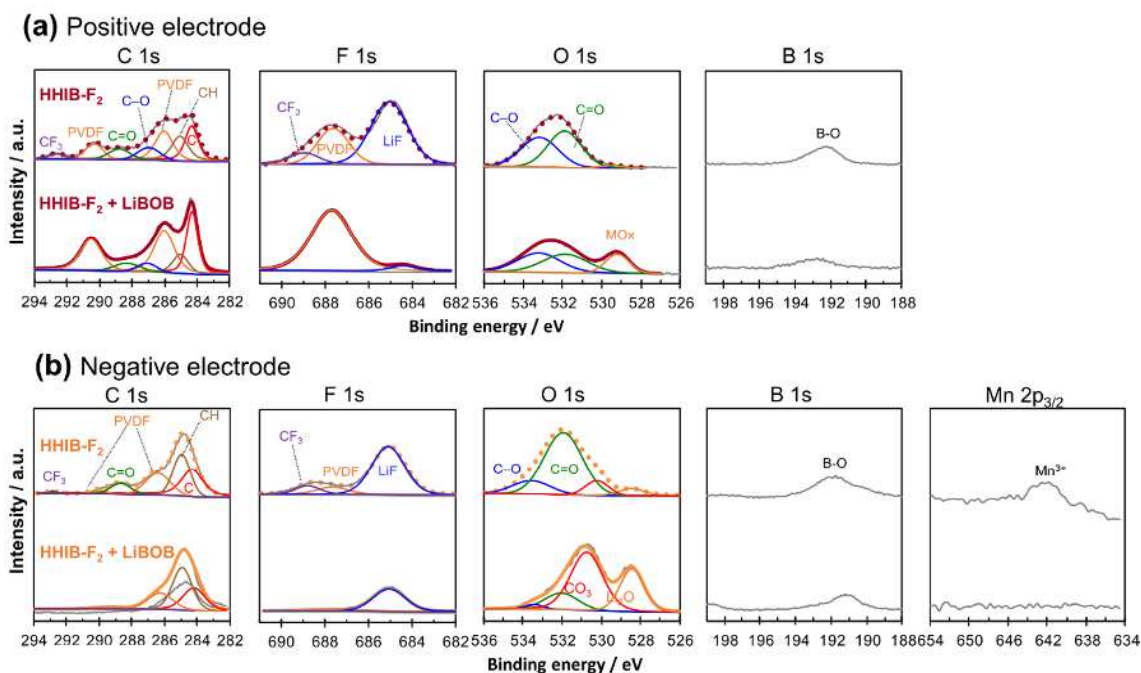 (a) Positive electrode
C 1s
F 1s
O 1s
B 1s
Intensity / a.u.
HHIB-F2
CF3
PVDF
C=O
C–O
PVDF
CH
C
CF3
PVDF
LiF
C–O
C=O
B-O
HHIB-F2 + LiBOB
MOx
294 292 290 288 286 284 282
690 688 686 684 682
536 534 532 530 528 526
198 196 194 192 190 188
Binding energy / eV
(b) Negative electrode
C 1s
F 1s
O 1s
B 1s
Mn 2p3/2
Intensity / a.u.
HHIB-F2
CF3
C=O
PVDF
CH
C
CF3
PVDF
LiF
C–O
C=O
B-O
Mn3+
HHIB-F2 + LiBOB
CO3
294 292 290 288 286 284 282
690 688 686 684 682
536 534 532 530 528 526
198 196 194 192 190 188
654 650 646 642 638 634
Binding energy / eV